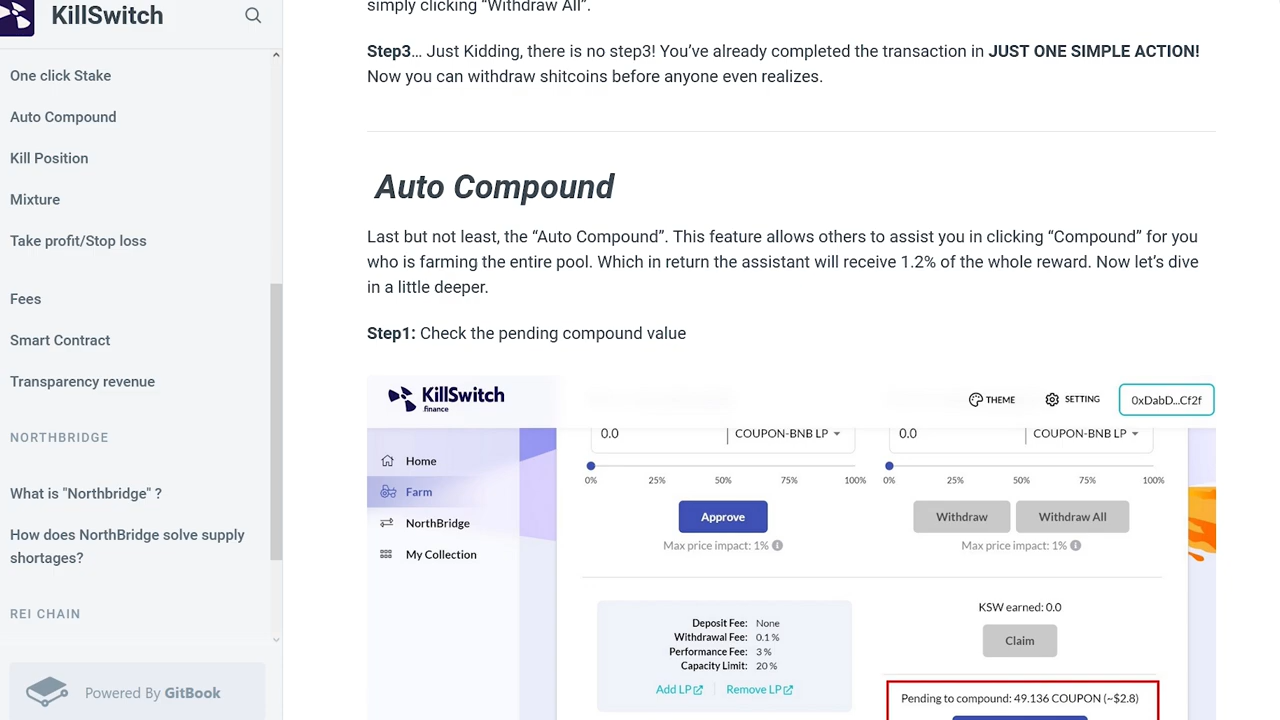 KillSwitch
One click Stake
Auto Compound
Kill Position
Mixture
Take profit/Stop loss
Fees
Smart Contract
Transparency revenue
NORTHBRIDGE
What is "Northbridge" ?
How does NorthBridge solve supply
shortages?
REI CHAIN
Powered By GitBook
simply clicking “Withdraw All”.
Step3… Just Kidding, there is no step3! You’ve already completed the transaction in JUST ONE SIMPLE ACTION!
Now you can withdraw shitcoins before anyone even realizes.
Auto Compound
Last but not least, the “Auto Compound”. This feature allows others to assist you in clicking “Compound” for you
who is farming the entire pool. Which in return the assistant will receive 1.2% of the whole reward. Now let’s dive
in a little deeper.
Step1: Check the pending compound value
KillSwitch
.finance
THEME
SETTING
0xDabD...Cf2f
Home
Farm
NorthBridge
My Collection
0.0 COUPON-BNB LP
0% 25% 50% 75% 100%
Approve
Max price impact: 1%
0.0 COUPON-BNB LP
0% 25% 50% 75% 100%
Withdraw Withdraw All
Max price impact: 1%
Deposit Fee: None
Withdrawal Fee: 0.1 %
Performance Fee: 3 %
Capacity Limit: 20 %
Add LP Remove LP
KSW earned: 0.0
Claim
Pending to compound: 49.136 COUPON (~$2.8)